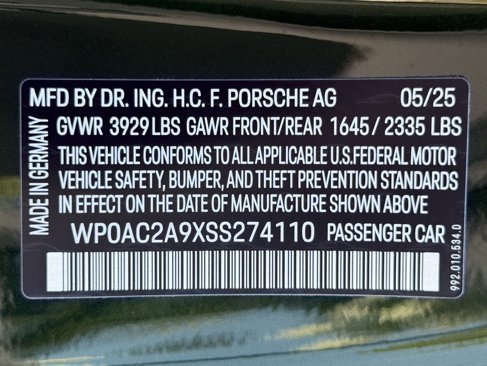 MFD BY DR. ING. H.C. F. PORSCHE AG 05/25
GVWR 3929 LBS GAWR FRONT/REAR 1645 / 2335 LBS
THIS VEHICLE CONFORMS TO ALL APPLICABLE U.S.FEDERAL MOTOR
VEHICLE SAFETY, BUMPER, AND THEFT PREVENTION STANDARDS
IN EFFECT ON THE DATE OF MANUFACTURE SHOWN ABOVE
WP0AC2A9XSS274110 PASSENGER CAR
MADE IN GERMANY
992.010.534.D